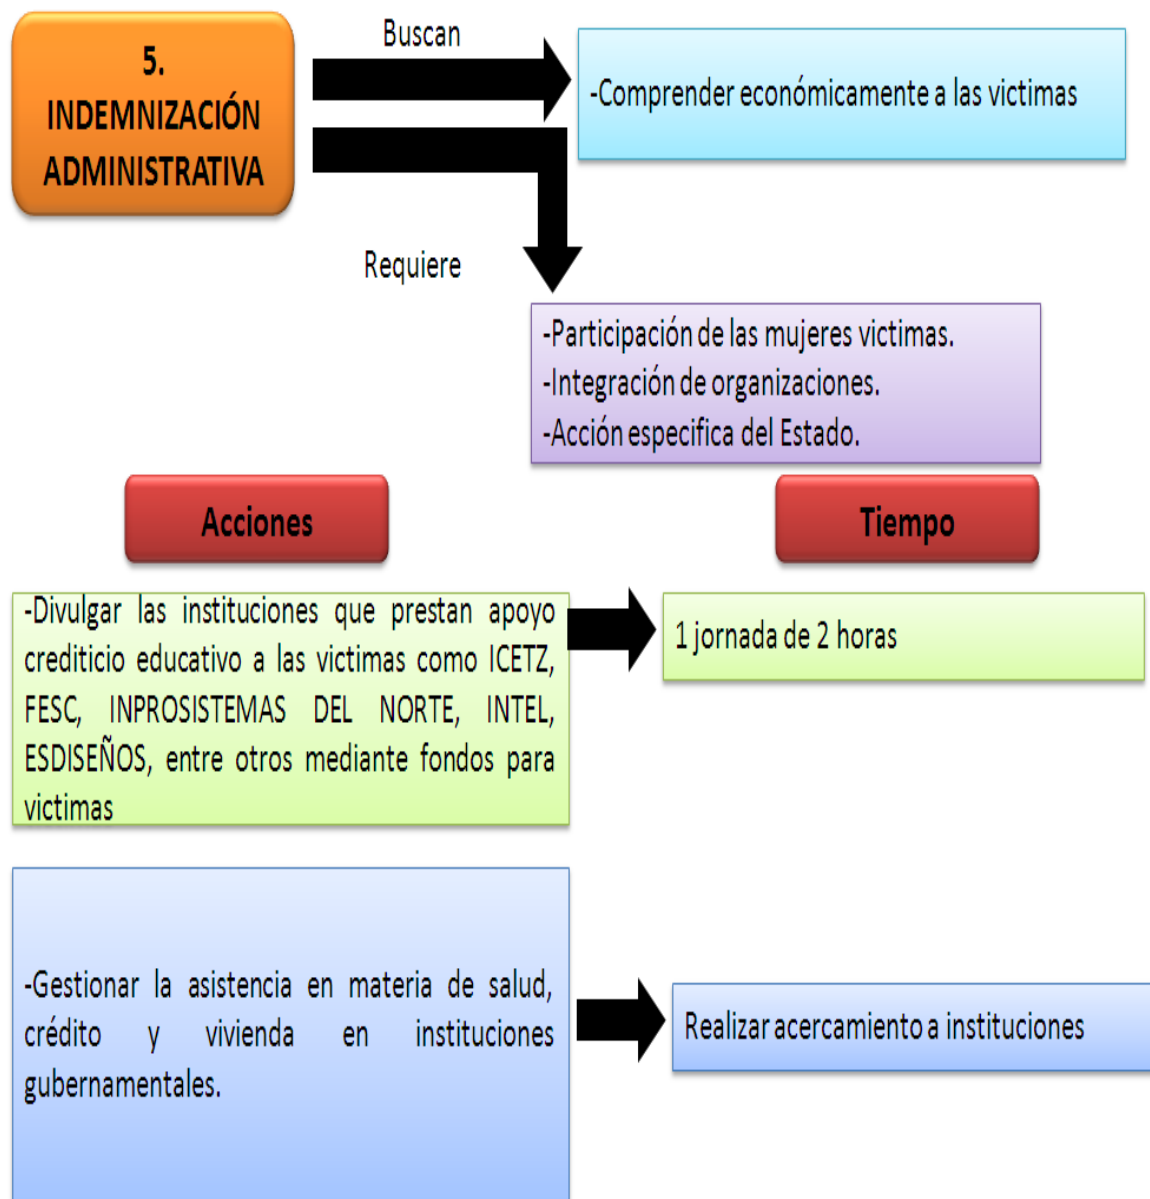 5.
INDEMNIZACIÓN
ADMINISTRATIVA
Buscan
-Comprender económicamente a las victimas
Requiere
-Participación de las mujeres victimas.
-Integración de organizaciones.
-Acción especifica del Estado.
Acciones
Tiempo
-Divulgar las instituciones que prestan apoyo
crediticio educativo a las victimas como ICETZ,
FESC, INPROSISTEMAS DEL NORTE, INTEL,
ESDISEÑOS, entre otros mediante fondos para
victimas
1 jornada de 2 horas
-Gestionar la asistencia en materia de salud,
crédito y vivienda en instituciones
gubernamentales.
Realizar acercamiento a instituciones